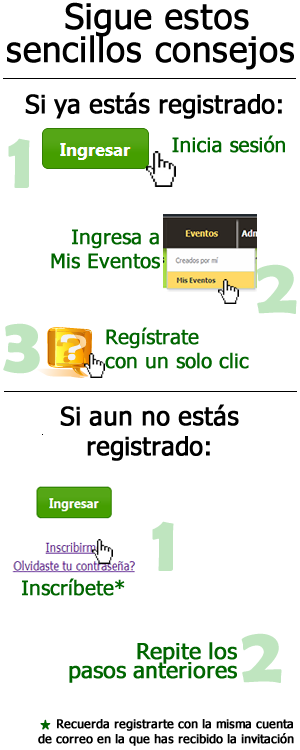 Sigue estos
sencillos consejos
Si ya estás registrado:
1
Ingresar
Inicia sesión
Ingresa a
Mis Eventos
Eventos
Adn
Creados por mí
Mis Eventos
2
3
?
Regístrate
con un solo clic
Si aun no estás
registrado:
Ingresar
Inscribirm
Olvidaste tu contraseña?
Inscríbete*
1
Repite los
pasos anteriores
2
★ Recuerda registrarte con la misma cuenta
de correo en la que has recibido la invitación